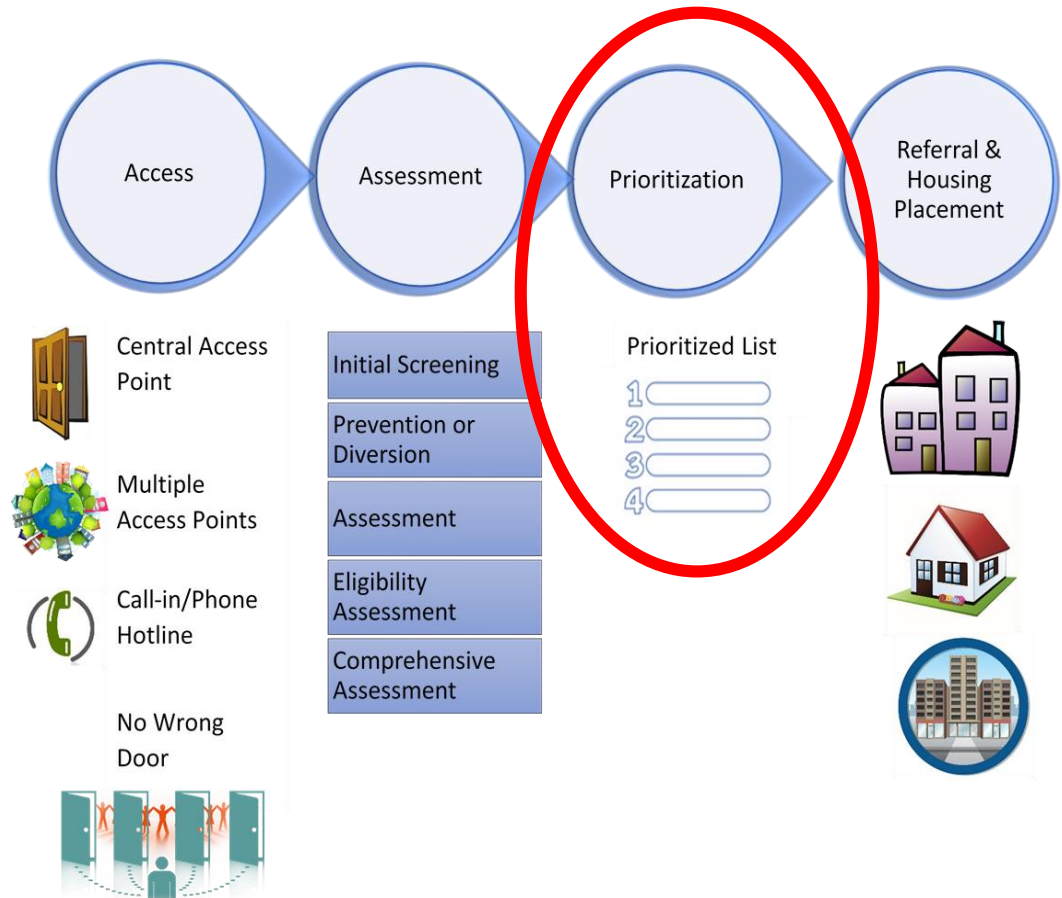 Access
Assessment
Prioritization
Referral &
Housing
Placement
Central Access
Point
Multiple
Access Points
Call-in/Phone
Hotline
No Wrong
Door
Initial Screening
Prevention or
Diversion
Assessment
Eligibility
Assessment
Comprehensive
Assessment
Prioritized List
1
2
3
4